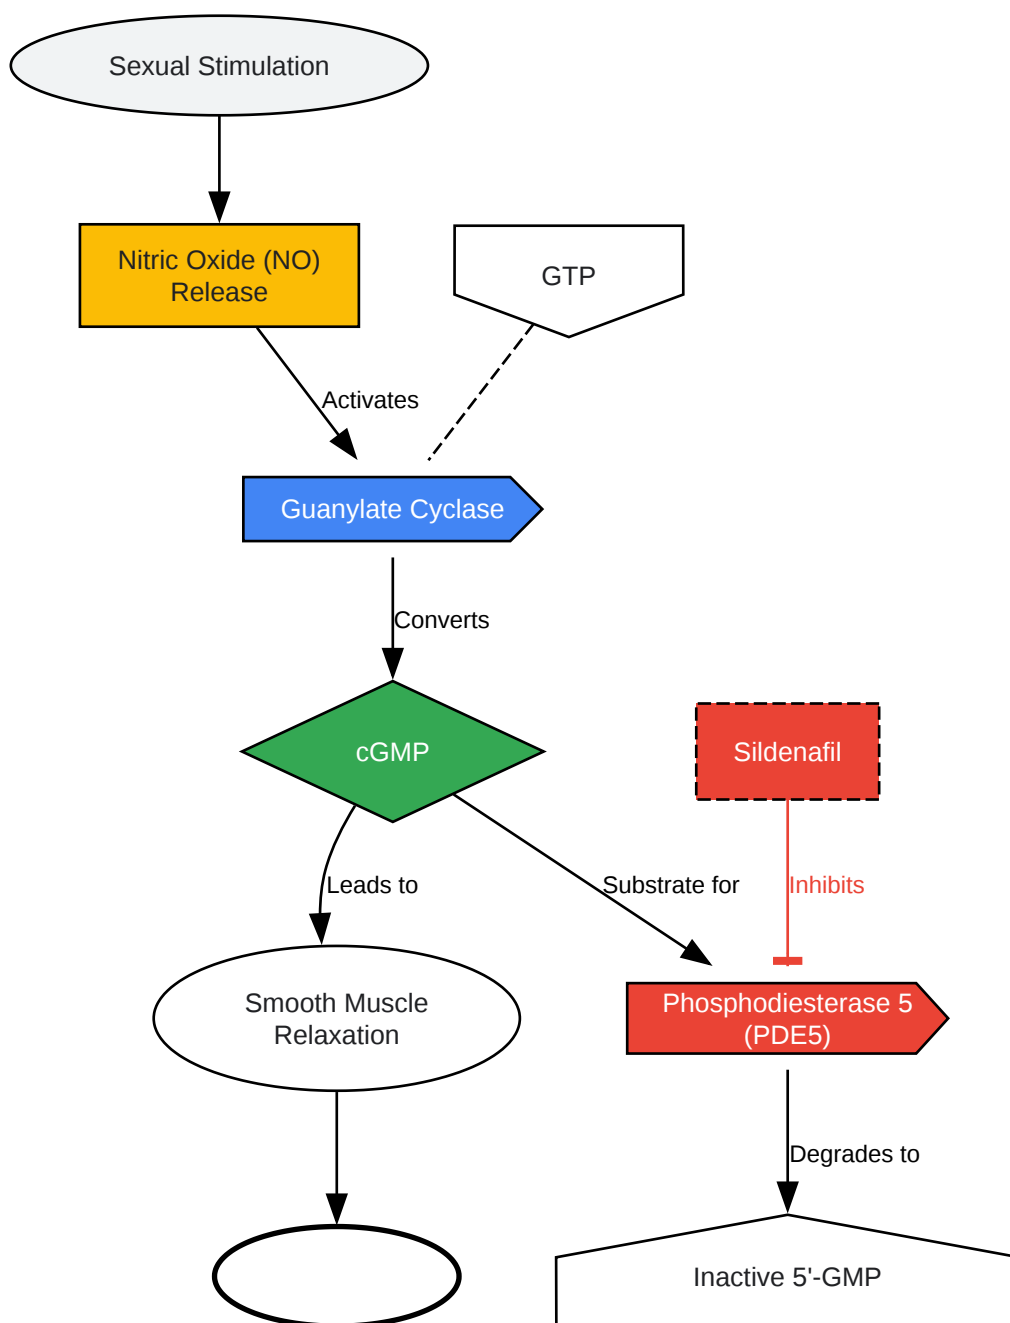 Sexual Stimulation
Nitric Oxide (NO)
Release
GTP
Activates
Guanylate Cyclase
Converts
cGMP
Sildenafil
Leads to
Substrate for
Inhibits
Smooth Muscle
Relaxation
Phosphodiesterase 5
(PDE5)
Degrades to
Inactive 5'-GMP